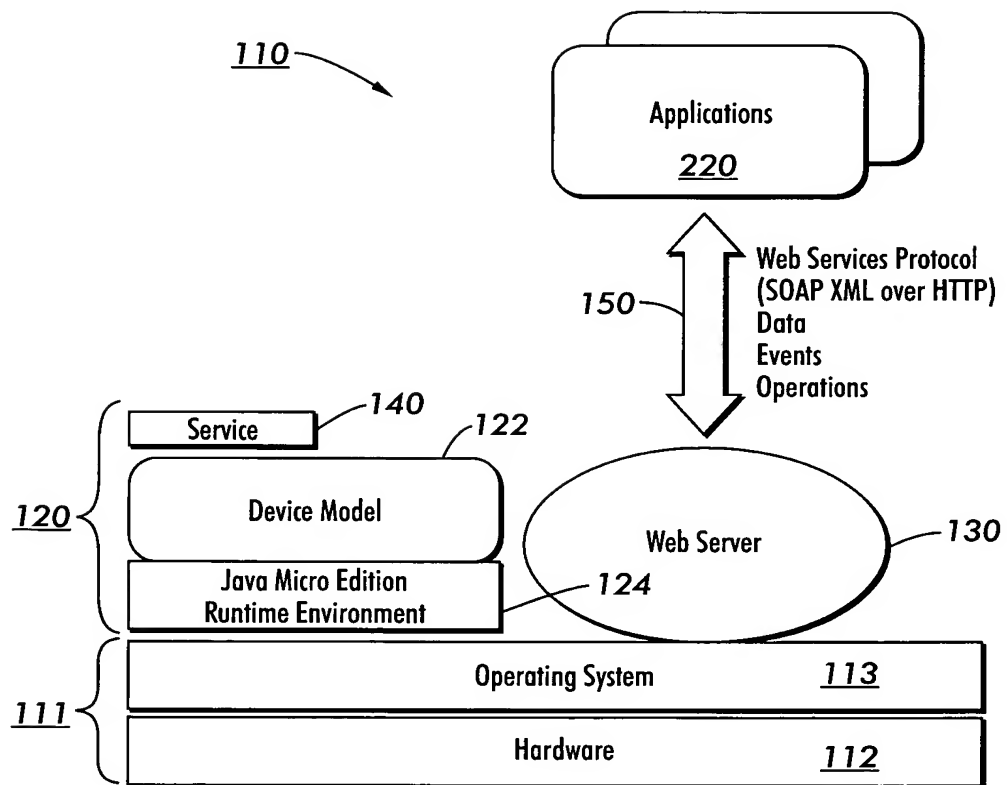 110
Applications
220
150
Web Services Protocol
(SOAP XML over HTTP)
Data
Events
Operations
120
Service
140
122
Device Model
Java Micro Edition
Runtime Environment
124
Web Server
130
111
Operating System
113
Hardware
112